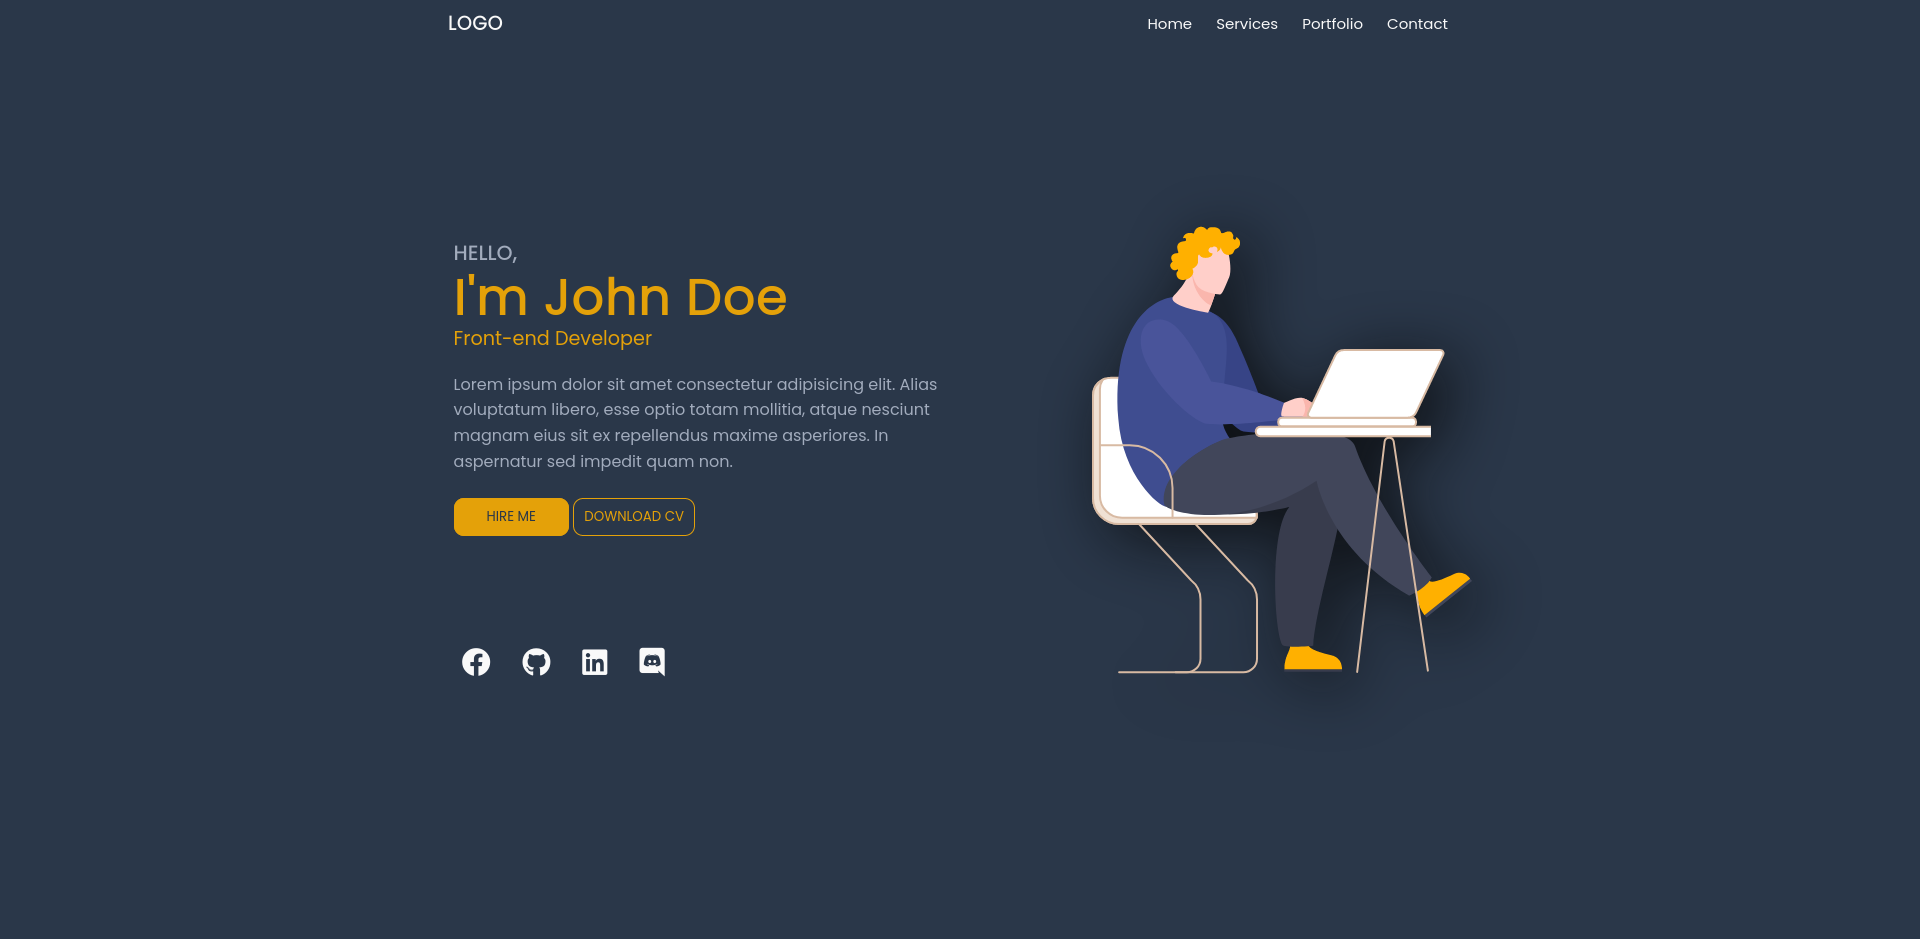 LOGO
Home Services Portfolio Contact
HELLO,
I'm John Doe
Front-end Developer
Lorem ipsum dolor sit amet consectetur adipisicing elit. Alias
voluptatum libero, esse optio totam mollitia, atque nesciunt
magnam eius sit ex repellendus maxime asperiores. In
aspernatur sed impedit quam non.
HIRE ME DOWNLOAD CV